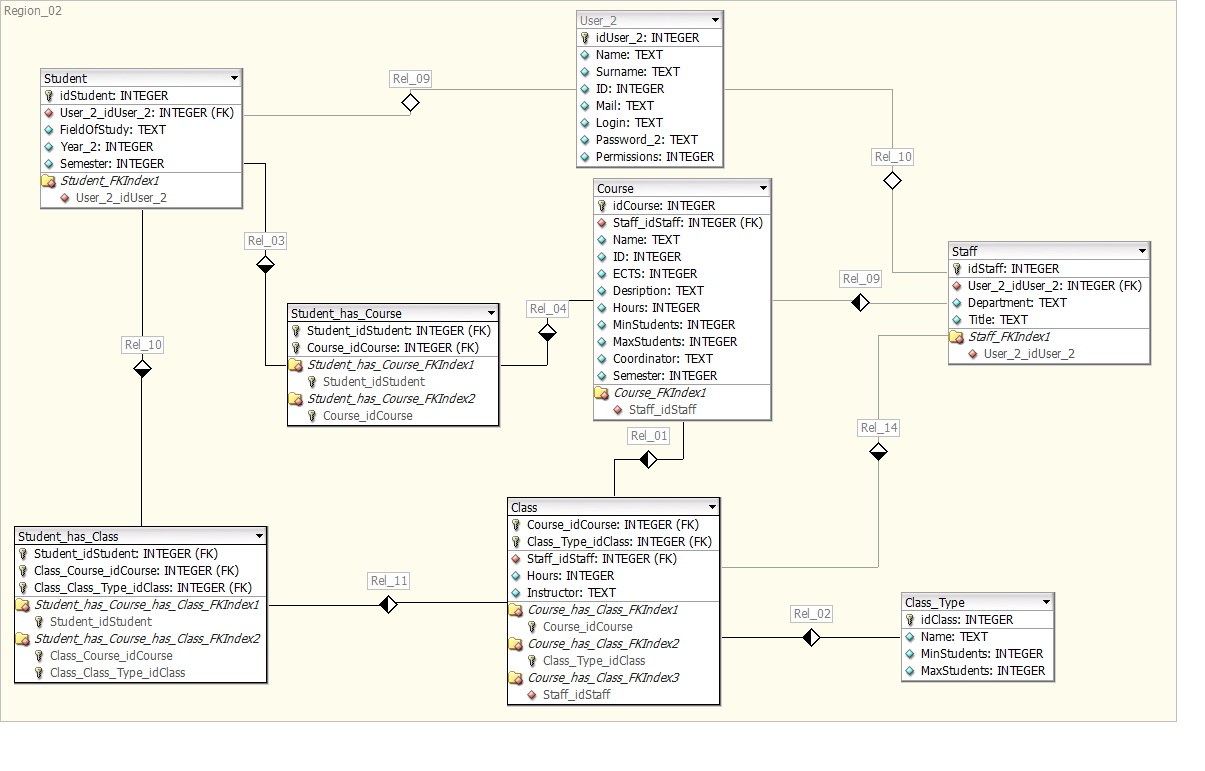 Region_02
User_2
idUser_2: INTEGER
Name: TEXT
Surname: TEXT
ID: INTEGER
Mail: TEXT
Login: TEXT
Password_2: TEXT
Permissions: INTEGER
Student
idStudent: INTEGER
User_2_idUser_2: INTEGER (FK)
FieldOfStudy: TEXT
Year_2: INTEGER
Semester: INTEGER
Student_FKIndex1
User_2_idUser_2
Rel_09
Rel_10
Course
idCourse: INTEGER
Staff_idStaff: INTEGER (FK)
Name: TEXT
ID: INTEGER
ECTS: INTEGER
Desription: TEXT
Hours: INTEGER
MinStudents: INTEGER
MaxStudents: INTEGER
Coordinator: TEXT
Semester: INTEGER
Course_FKIndex1
Staff_idStaff
Rel_03
Staff
idStaff: INTEGER
User_2_idUser_2: INTEGER (FK)
Department: TEXT
Title: TEXT
Staff_FKIndex1
User_2_idUser_2
Rel_09
Student_has_Course
Student_idStudent: INTEGER (FK)
Course_idCourse: INTEGER (FK)
Student_has_Course_FKIndex1
Student_idStudent
Student_has_Course_FKIndex2
Course_idCourse
Rel_04
Rel_10
Rel_01
Rel_14
Student_has_Class
Student_idStudent: INTEGER (FK)
Class_Course_idCourse: INTEGER (FK)
Class_Class_Type_idClass: INTEGER (FK)
Student_has_Course_has_Class_FKIndex1
Student_idStudent
Student_has_Course_has_Class_FKIndex2
Class_Course_idCourse
Class_Class_Type_idClass
Rel_11
Class
Course_idCourse: INTEGER (FK)
Class_Type_idClass: INTEGER (FK)
Staff_idStaff: INTEGER (FK)
Hours: INTEGER
Instructor: TEXT
Course_has_Class_FKIndex1
Course_idCourse
Course_has_Class_FKIndex2
Class_Type_idClass
Course_has_Class_FKIndex3
Staff_idStaff
Rel_02
Class_Type
idClass: INTEGER
Name: TEXT
MinStudents: INTEGER
MaxStudents: INTEGER